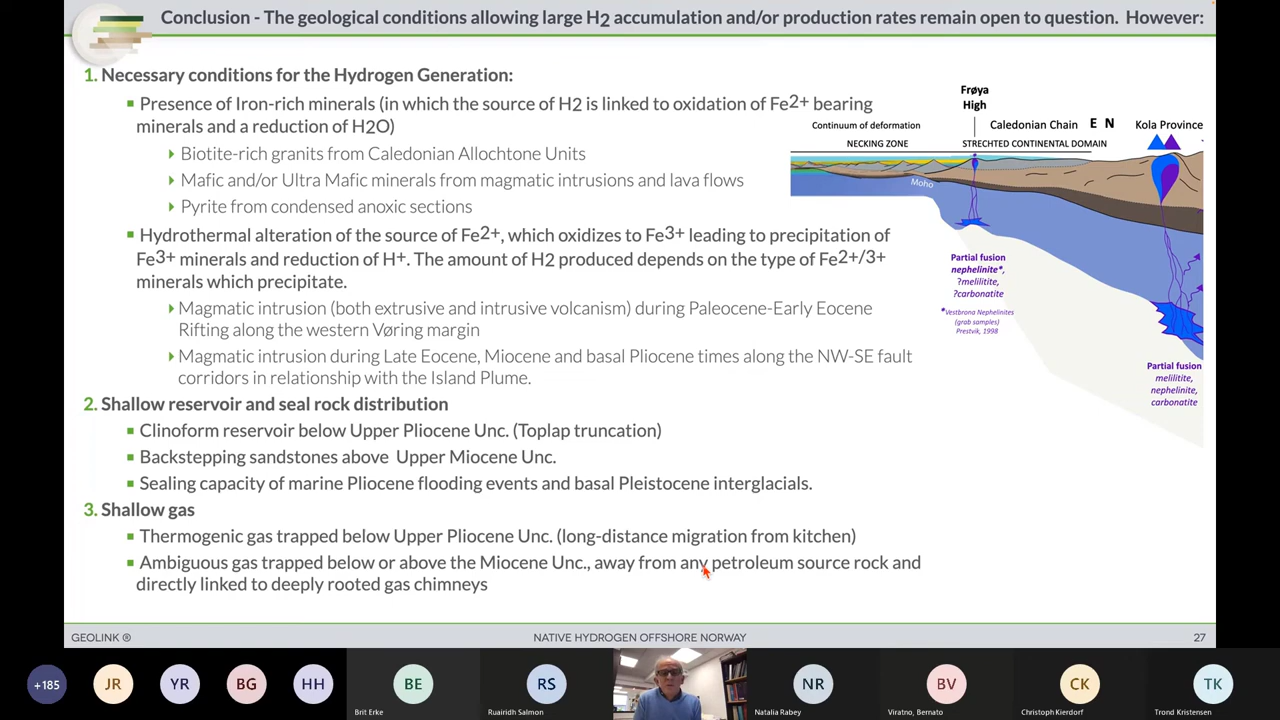 Conclusion - The geological conditions allowing large H2 accumulation and/or production rates remain open to question. However:
1. Necessary conditions for the Hydrogen Generation:
Presence of Iron-rich minerals (in which the source of H2 is linked to oxidation of Fe2+ bearing
minerals and a reduction of H2O)
Biotite-rich granits from Caledonian Allochtone Units
Mafic and/or Ultra Mafic minerals from magmatic intrusions and lava flows
Pyrite from condensed anoxic sections
Hydrothermal alteration of the source of Fe2+, which oxidizes to Fe3+ leading to precipitation of
Fe3+ minerals and reduction of H+. The amount of H2 produced depends on the type of Fe2+/3+
minerals which precipitate.
Magmatic intrusion (both extrusive and intrusive volcanism) during Paleocene-Early Eocene
Rifting along the western Vøring margin
Magmatic intrusion during Late Eocene, Miocene and basal Pliocene times along the NW-SE fault
corridors in relationship with the Island Plume.
2. Shallow reservoir and seal rock distribution
Clinoform reservoir below Upper Pliocene Unc. (Toplap truncation)
Backstepping sandstones above Upper Miocene Unc.
Sealing capacity of marine Pliocene flooding events and basal Pleistocene interglacials.
3. Shallow gas
Thermogenic gas trapped below Upper Pliocene Unc. (long-distance migration from kitchen)
Ambiguous gas trapped below or above the Miocene Unc., away from any petroleum source rock and
directly linked to deeply rooted gas chimneys
Frøya
High
Continuum of deformation
Caledonian Chain
E N
Kola Province
NECKING ZONE
STRECHTED CONTINENTAL DOMAIN
Moho
Partial fusion
nephelinite*,
?melilitite,
?carbonatite
*Vestbrona Nephelinites
(grab samples)
Prestvik, 1998
Partial fusion
melilitite,
nephelinite,
carbonatite
GEOLINK ®
NATIVE HYDROGEN OFFSHORE NORWAY
27
+185
JR
YR
BG
HH
BE
Brit Erke
RS
Ruairidh Salmon
NR
Natalia Rabey
BV
Viratno, Bernato
CK
Christoph Kierdorf
TK
Trond Kristensen